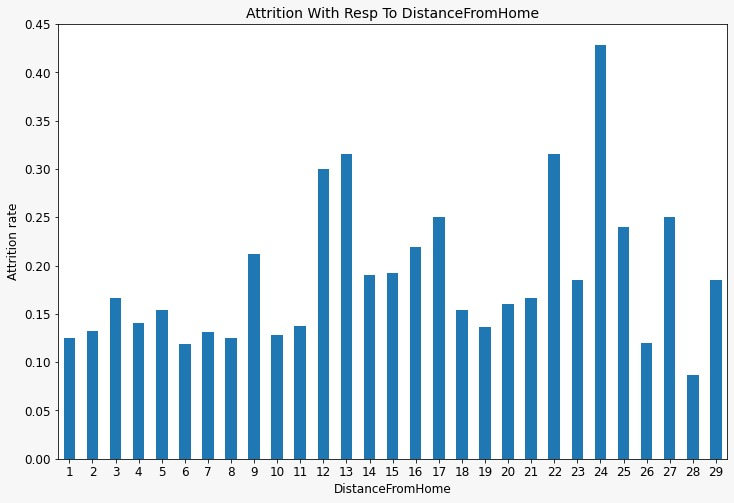 Attrition With Resp To DistanceFromHome
Attrition rate
0.45
0.40
0.35
0.30
0.25
0.20
0.15
0.10
0.05
0.00
1 2 3 4 5 6 7 8 9 10 11 12 13 14 15 16 17 18 19 20 21 22 23 24 25 26 27 28 29
DistanceFromHome